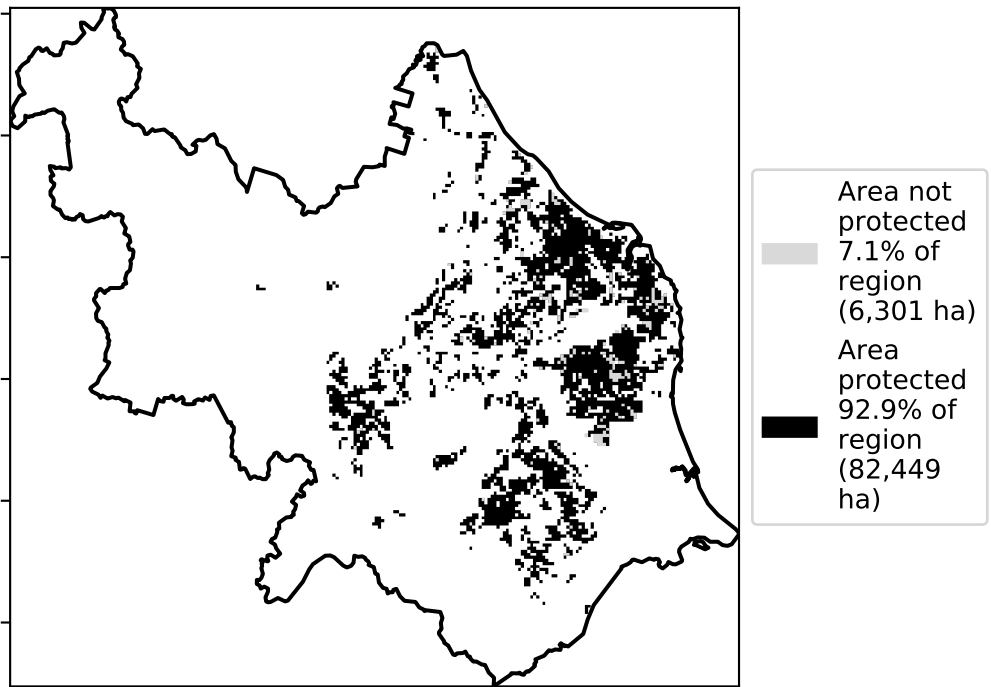 Area not
protected
7.1% of
region
(6,301 ha)
Area
protected
92.9% of
region
(82,449
ha)